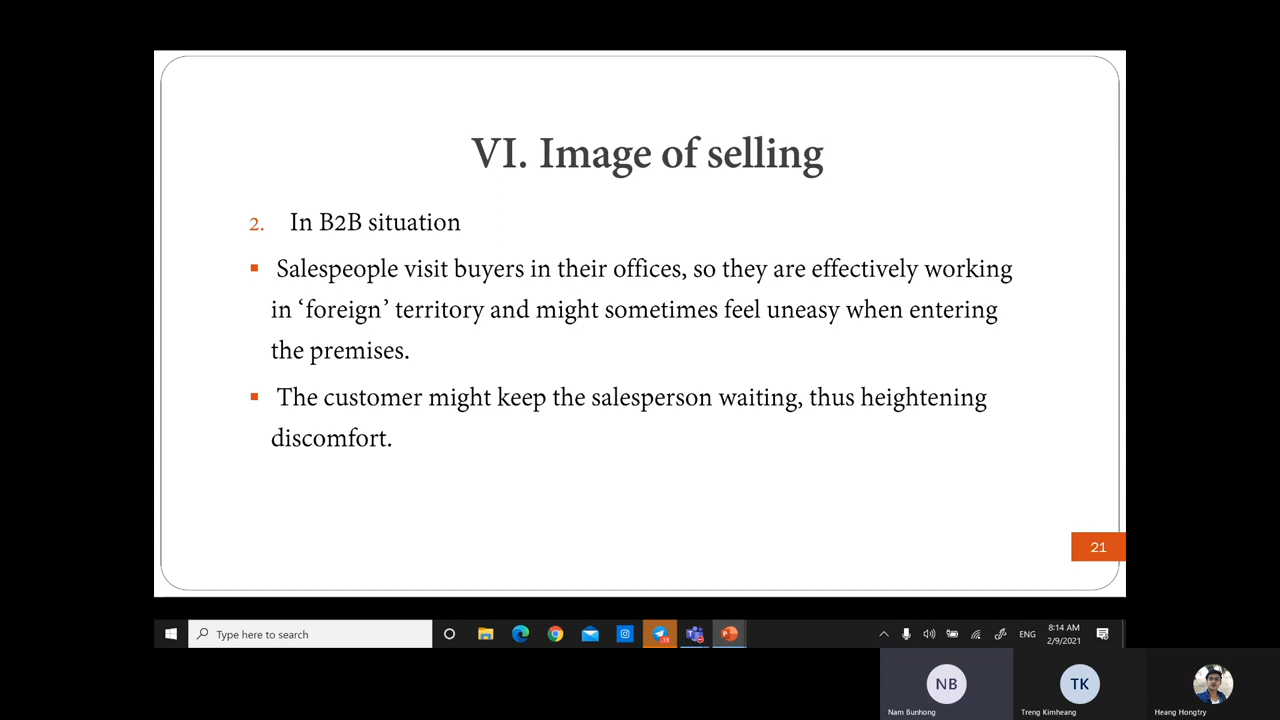 VI. Image of selling
2. In B2B situation
▪ Salespeople visit buyers in their offices, so they are effectively working
in ‘foreign’ territory and might sometimes feel uneasy when entering
the premises.
▪ The customer might keep the salesperson waiting, thus heightening
discomfort.
21
Type here to search
18
ENG
8:14 AM
2/9/2021
NB
TK
Nam Bunhong
Treng Kimheang
Heang Hongtry